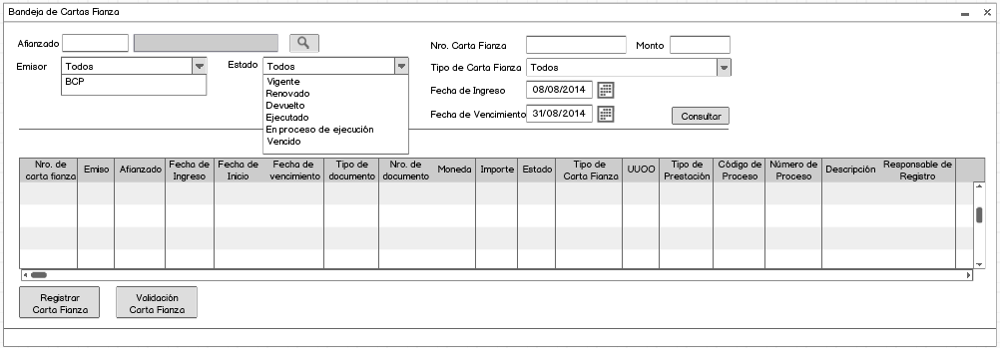 Bandeja de Cartas Fianza
Afianzado
Nro. Carta Fianza
Monto
Emisor
Todos
BCP
Estado
Todos
Vigente
Renovado
Devuelto
Ejecutado
En proceso de ejecución
Vencido
Tipo de Carta Fianza
Todos
Fecha de Ingreso
08/08/2014
Fecha de Vencimiento
31/08/2014
Consultar
Nro. de
carta fianza
Emiso
Afianzado
Fecha de
Ingreso
Fecha de
Inicio
Fecha de
vencimiento
Tipo de
documento
Nro. de
documento
Moneda
Importe
Estado
Tipo de
Carta Fianza
UUOO
Tipo de
Prestación
Código de
Proceso
Número de
Proceso
Descripción
Responsable de
Registro
Registrar
Carta Fianza
Validación
Carta Fianza